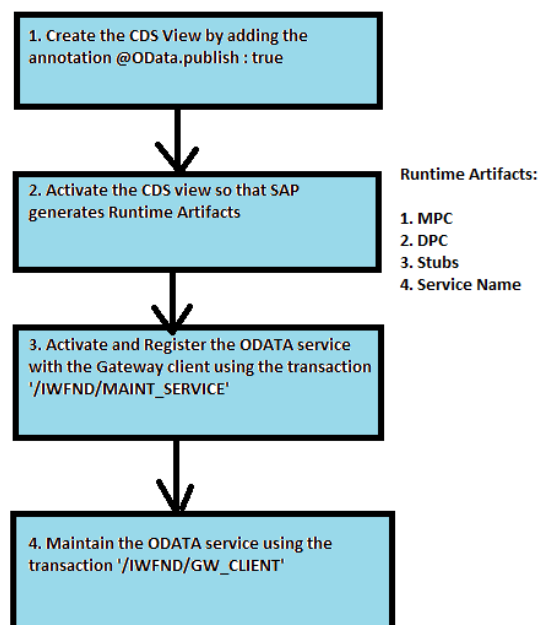 1. Create the CDS View by adding the
annotation @OData.publish : true
2. Activate the CDS view so that SAP
generates Runtime Artifacts
Runtime Artifacts:
1. MPC
2. DPC
3. Stubs
4. Service Name
3. Activate and Register the ODATA service
with the Gateway client using the transaction
'/IWFND/MAINT_SERVICE'
4. Maintain the ODATA service using the
transaction '/IWFND/GW_CLIENT'